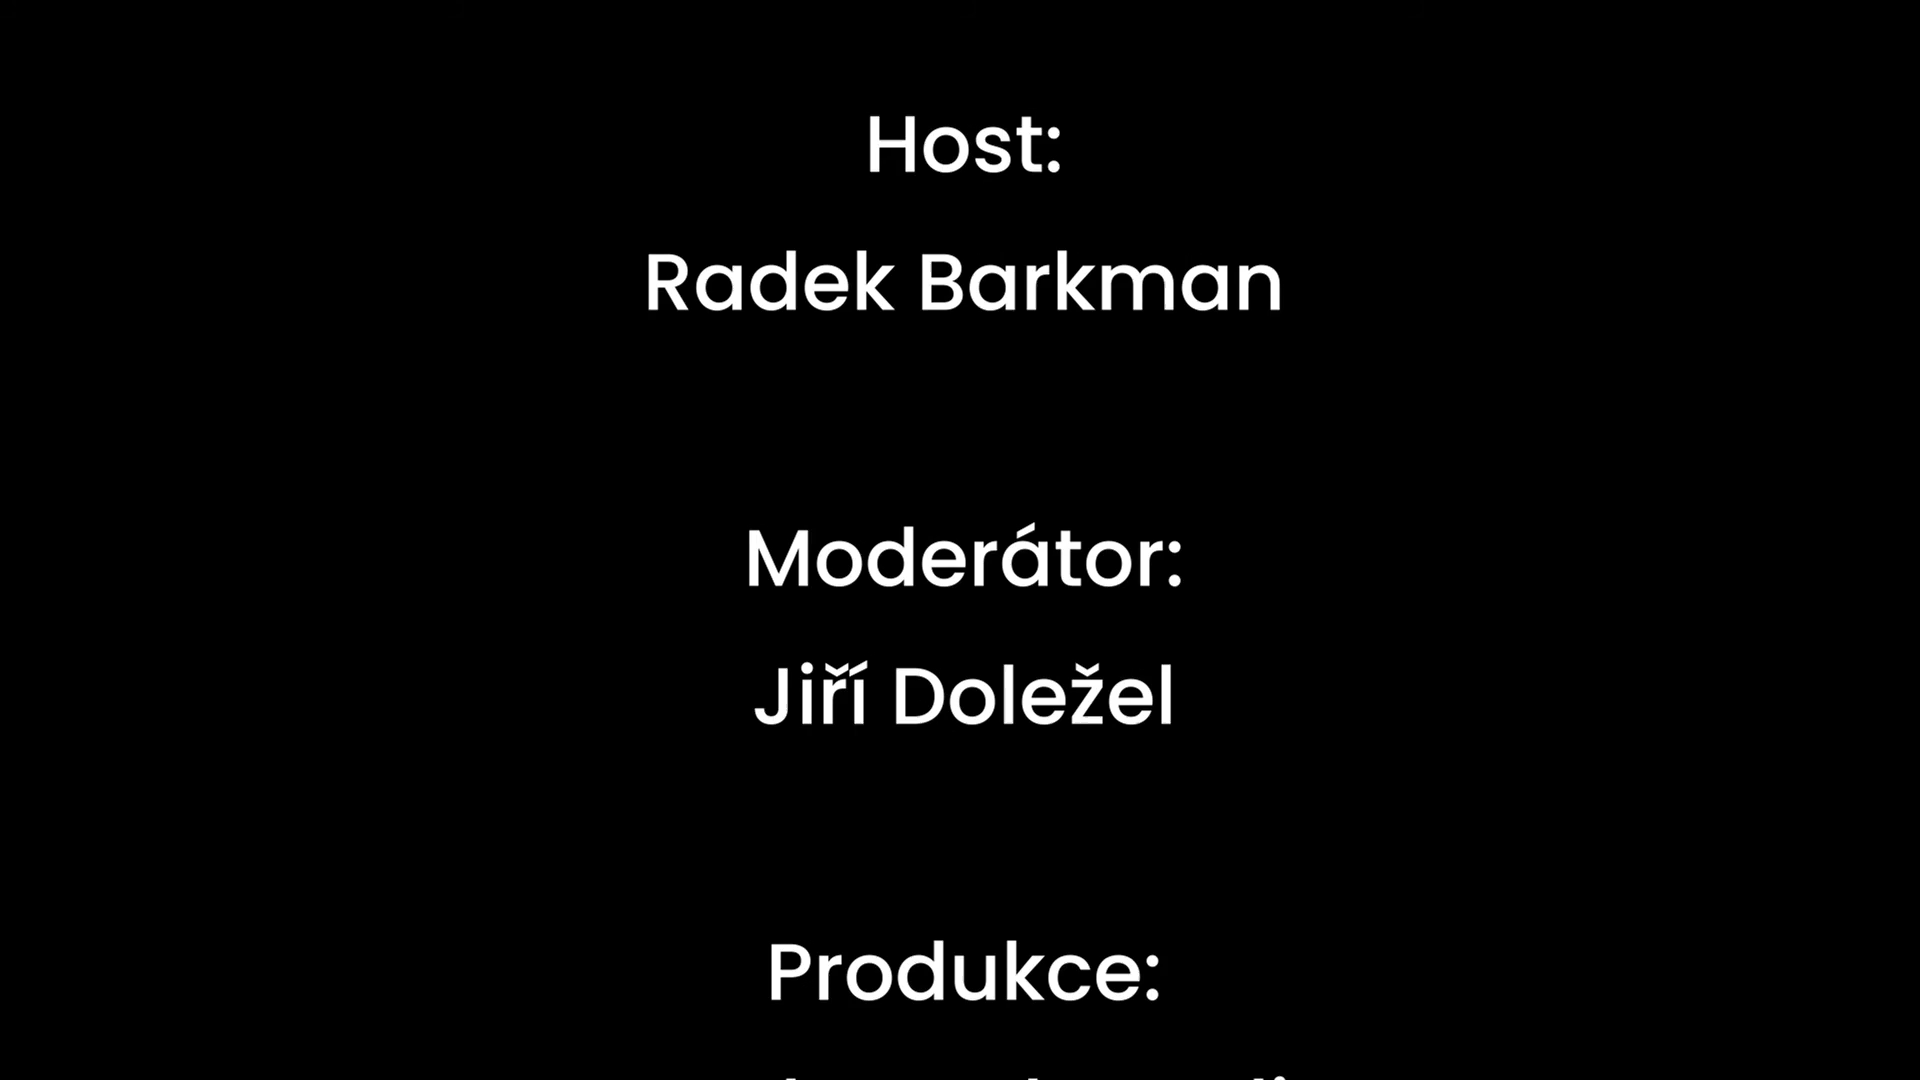 Host:
Radek Barkman
Moderátor:
Jiří Doležel
Produkce: